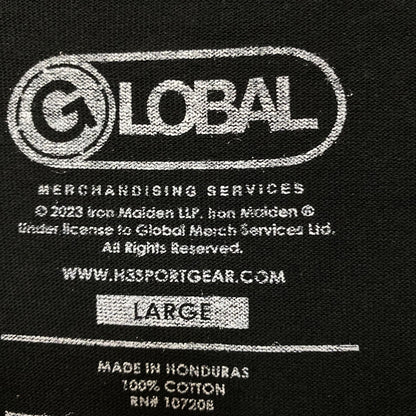 GLOBAL
MERCHANDISING SERVICES
© 2023 Iron Maiden LLP. Iron Maiden ®
Under license to Global Merch Services Ltd.
All Rights Reserved.
WWW.H3SPORTGEAR.COM
LARGE
MADE IN HONDURAS
100% COTTON
RN# 107208